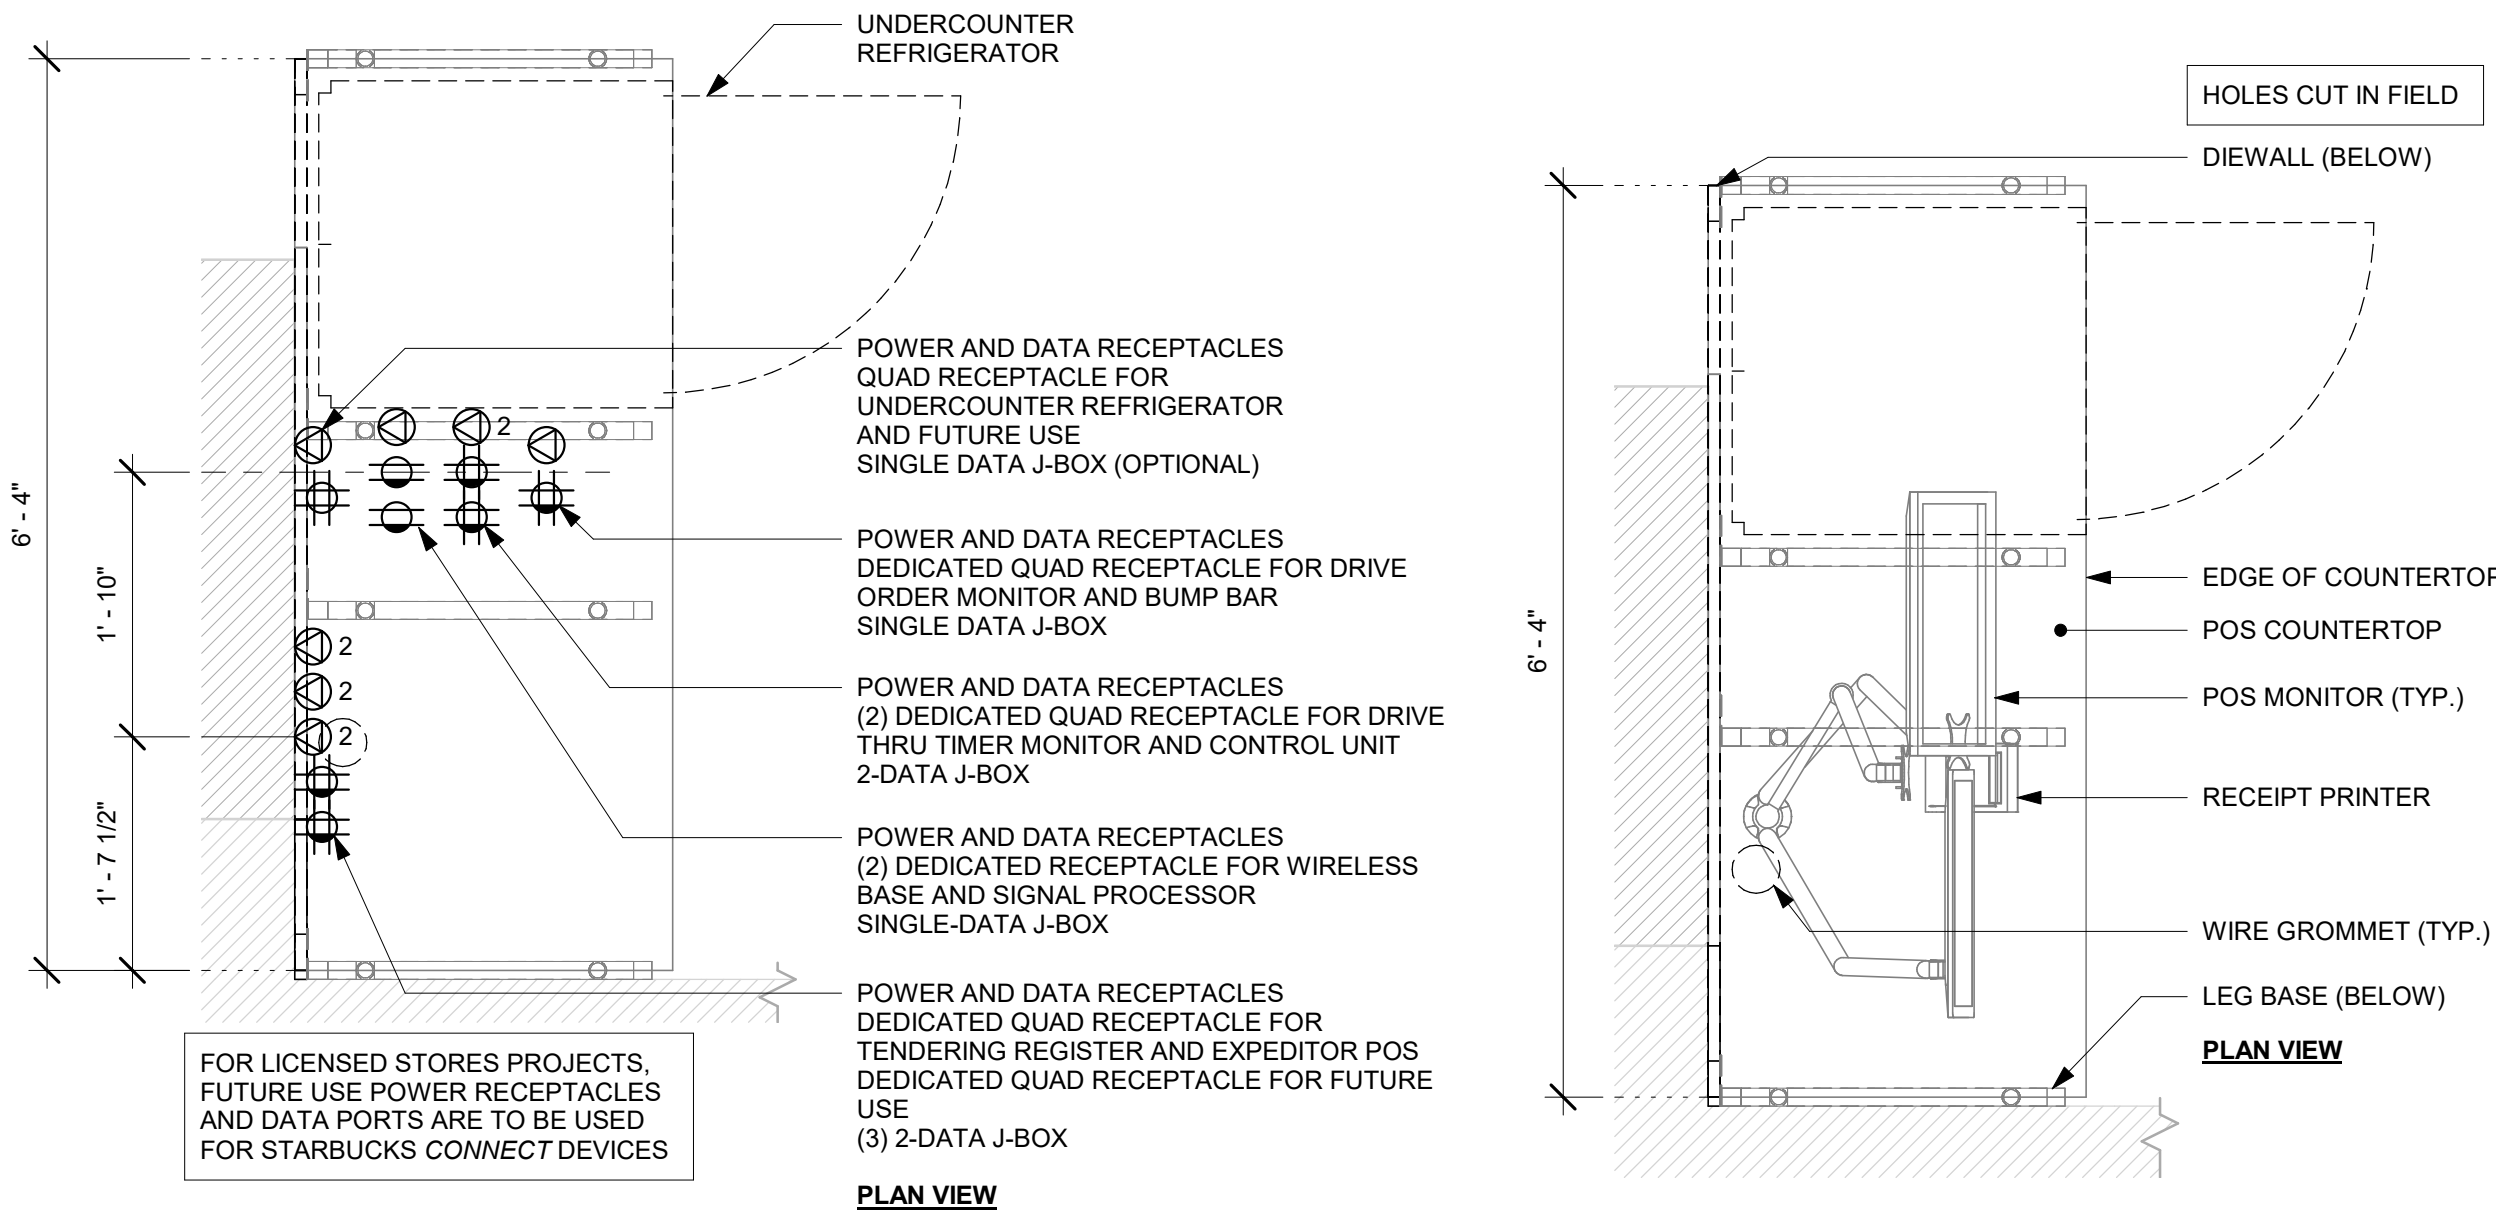 UNDERCOUNTER
REFRIGERATOR
6' - 4"
1' - 10"
1' - 7 1/2"
2
2
2
2
POWER AND DATA RECEPTACLES
QUAD RECEPTACLE FOR
UNDERCOUNTER REFRIGERATOR
AND FUTURE USE
SINGLE DATA J-BOX (OPTIONAL)
POWER AND DATA RECEPTACLES
DEDICATED QUAD RECEPTACLE FOR DRIVE
ORDER MONITOR AND BUMP BAR
SINGLE DATA J-BOX
POWER AND DATA RECEPTACLES
(2) DEDICATED QUAD RECEPTACLE FOR DRIVE
THRU TIMER MONITOR AND CONTROL UNIT
2-DATA J-BOX
POWER AND DATA RECEPTACLES
(2) DEDICATED RECEPTACLE FOR WIRELESS
BASE AND SIGNAL PROCESSOR
SINGLE-DATA J-BOX
POWER AND DATA RECEPTACLES
DEDICATED QUAD RECEPTACLE FOR
TENDERING REGISTER AND EXPEDITOR POS
DEDICATED QUAD RECEPTACLE FOR FUTURE
USE
(3) 2-DATA J-BOX
PLAN VIEW
FOR LICENSED STORES PROJECTS,
FUTURE USE POWER RECEPTACLES
AND DATA PORTS ARE TO BE USED
FOR STARBUCKS CONNECT DEVICES
HOLES CUT IN FIELD
DIEWALL (BELOW)
6' - 4"
EDGE OF COUNTERTOP
POS COUNTERTOP
POS MONITOR (TYP.)
RECEIPT PRINTER
WIRE GROMMET (TYP.)
LEG BASE (BELOW)
PLAN VIEW